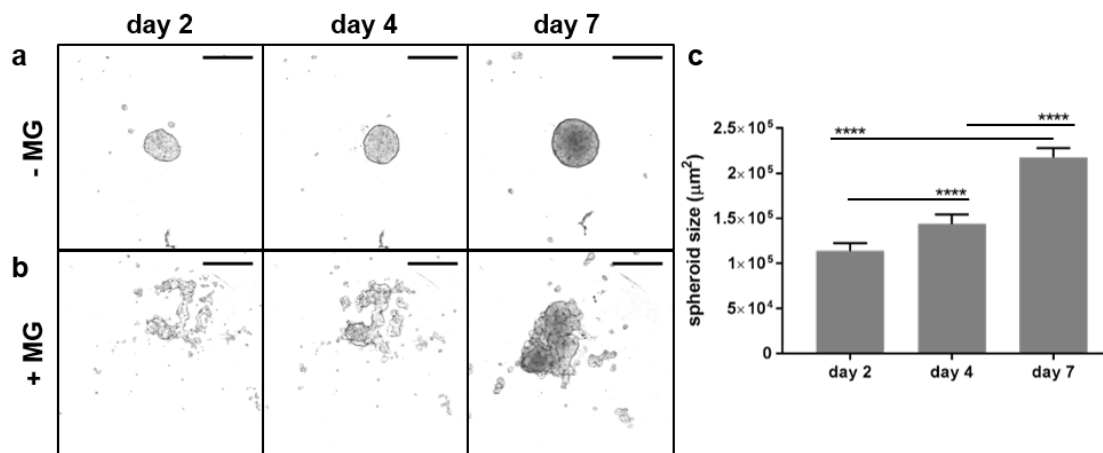 day 2 day 4 day 7
a
- MG
b
+ MG
c
spheroid size (μm²)
2.5×10⁵
2×10⁵
1.5×10⁵
1×10⁵
5×10⁴
0
****
****
****
day 2 day 4 day 7